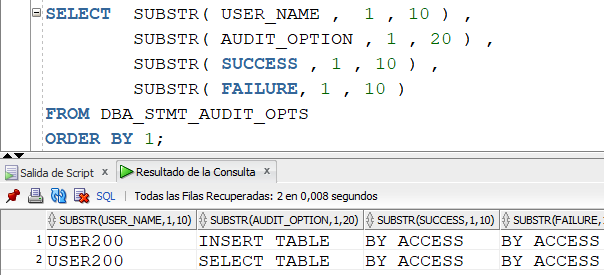 SELECT SUBSTR( USER_NAME , 1 , 10 ) ,
SUBSTR( AUDIT_OPTION , 1 , 20 ) ,
SUBSTR( SUCCESS , 1 , 10 ) ,
SUBSTR( FAILURE, 1 , 10 )
FROM DBA_STMT_AUDIT_OPTS
ORDER BY 1;
Salida de Script x Resultado de la Consulta x
SQL | Todas las Filas Recuperadas: 2 en 0,008 segundos
SUBSTR(USER_NAME,1,10) SUBSTR(AUDIT_OPTION,1,20) SUBSTR(SUCCESS,1,10) SUBSTR(FAILURE,
1 USER200 INSERT TABLE BY ACCESS BY ACCESS
2 USER200 SELECT TABLE BY ACCESS BY ACCESS